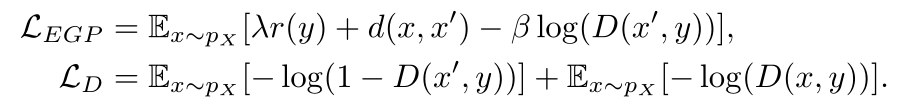 ℒ_{EGP} = 𝔼_{x∼p_X}[λr(y) + d(x, x′) − β log(D(x′, y))],
ℒ_D = 𝔼_{x∼p_X}[− log(1 − D(x′, y))] + 𝔼_{x∼p_X}[− log(D(x, y))].